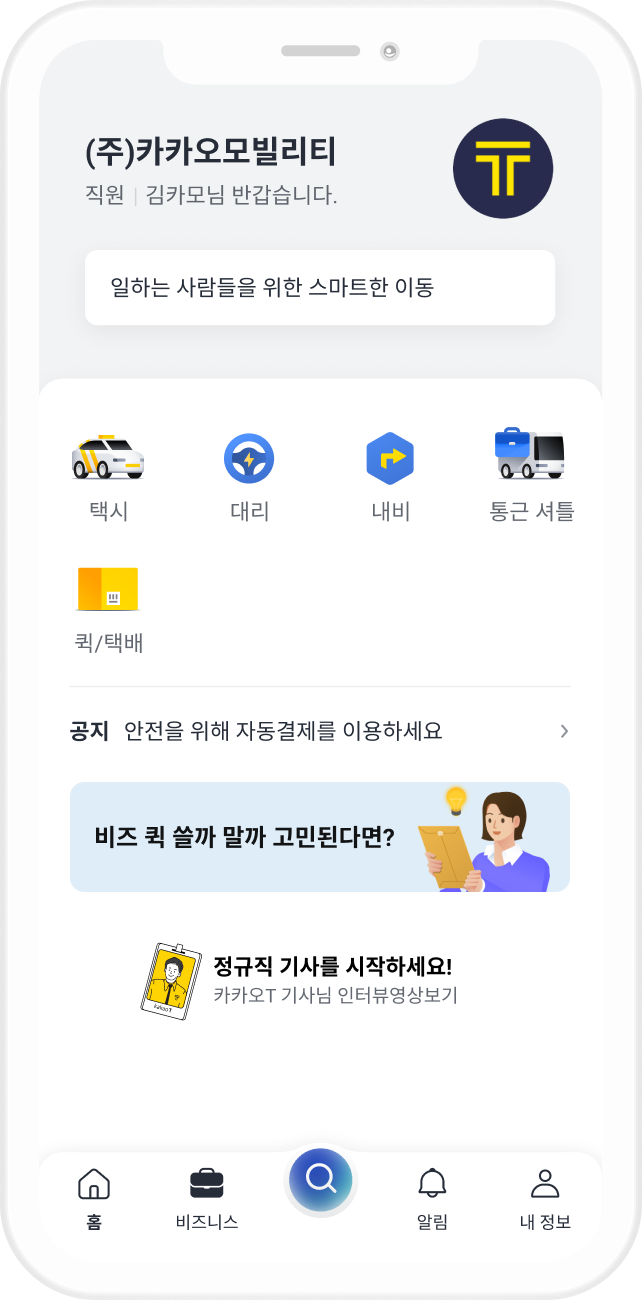 (주)카카오모빌리티
직원 | 김카모님 반갑습니다.
일하는 사람들을 위한 스마트한 이동
택시 대리 내비 통근 셔틀
퀵/택배
공지 안전을 위해 자동결제를 이용하세요
비즈 퀵 쓸까 말까 고민된다면?
정규직 기사를 시작하세요!
카카오T 기사님 인터뷰영상보기
kakao T
홈 비즈니스 알림 내 정보